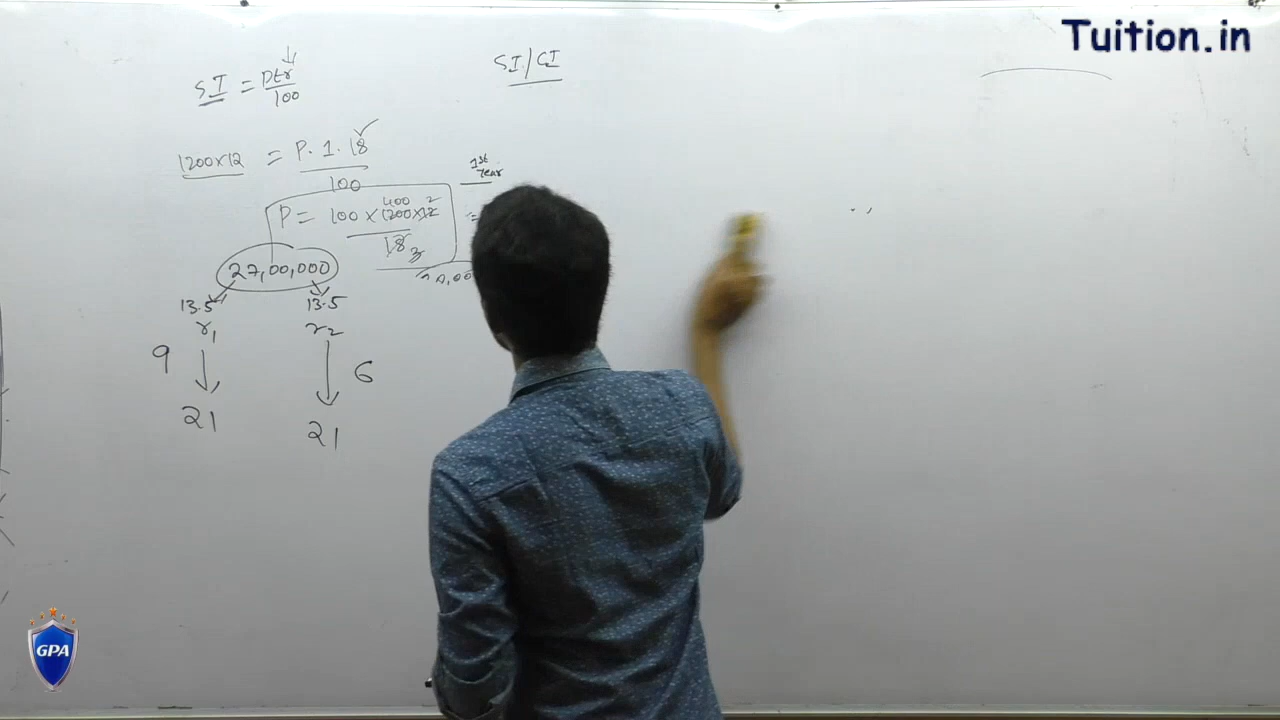 Tuition.in
SI/CI
SI = Ptr/100
1200×12 = P. 1. 18/100
1st Year
P = 100×1200×12/18
400 2
3
27,00,000
13.5 13.5
r1 r2
9 6
21 21
GPA